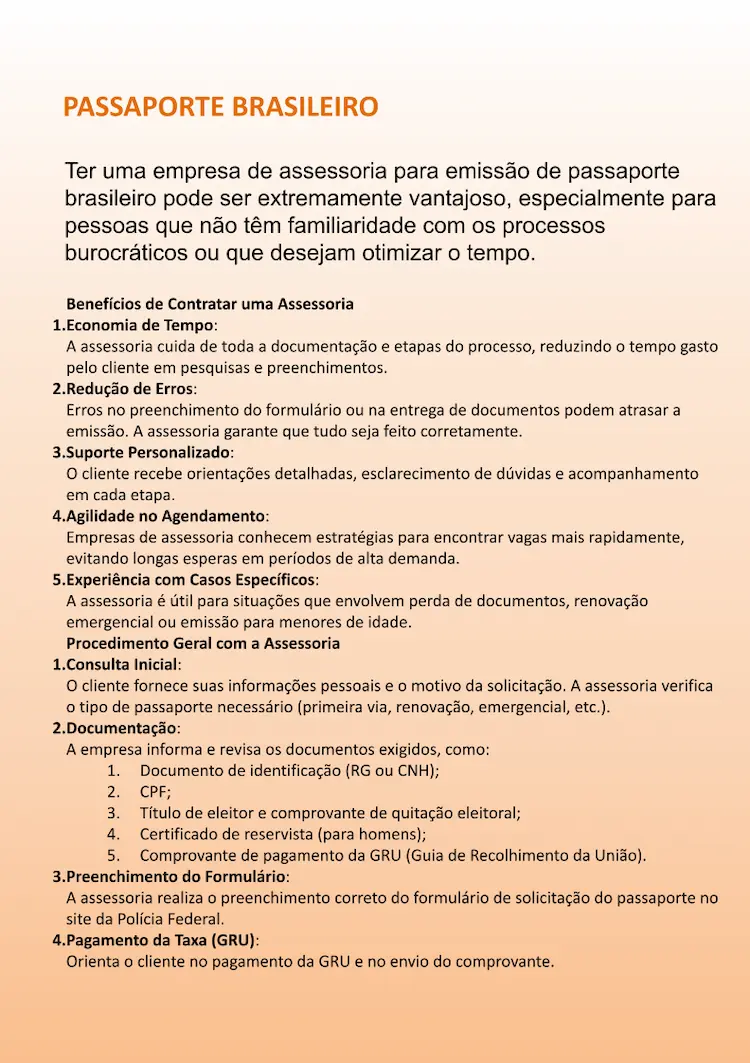 PASSAPORTE BRASILEIRO
Ter uma empresa de assessoria para emissão de passaporte
brasileiro pode ser extremamente vantajoso, especialmente para
pessoas que não têm familiaridade com os processos
burocráticos ou que desejam otimizar o tempo.
Benefícios de Contratar uma Assessoria
1.Economia de Tempo:
A assessoria cuida de toda a documentação e etapas do processo, reduzindo o tempo gasto
pelo cliente em pesquisas e preenchimentos.
2.Redução de Erros:
Erros no preenchimento do formulário ou na entrega de documentos podem atrasar a
emissão. A assessoria garante que tudo seja feito corretamente.
3.Suporte Personalizado:
O cliente recebe orientações detalhadas, esclarecimento de dúvidas e acompanhamento
em cada etapa.
4.Agilidade no Agendamento:
Empresas de assessoria conhecem estratégias para encontrar vagas mais rapidamente,
evitando longas esperas em períodos de alta demanda.
5.Experiência com Casos Específicos:
A assessoria é útil para situações que envolvem perda de documentos, renovação
emergencial ou emissão para menores de idade.
Procedimento Geral com a Assessoria
1.Consulta Inicial:
O cliente fornece suas informações pessoais e o motivo da solicitação. A assessoria verifica
o tipo de passaporte necessário (primeira via, renovação, emergencial, etc.).
2.Documentação:
A empresa informa e revisa os documentos exigidos, como:
1. Documento de identificação (RG ou CNH);
2. CPF;
3. Título de eleitor e comprovante de quitação eleitoral;
4. Certificado de reservista (para homens);
5. Comprovante de pagamento da GRU (Guia de Recolhimento da União).
3.Preenchimento do Formulário:
A assessoria realiza o preenchimento correto do formulário de solicitação do passaporte no
site da Polícia Federal.
4.Pagamento da Taxa (GRU):
Orienta o cliente no pagamento da GRU e no envio do comprovante.